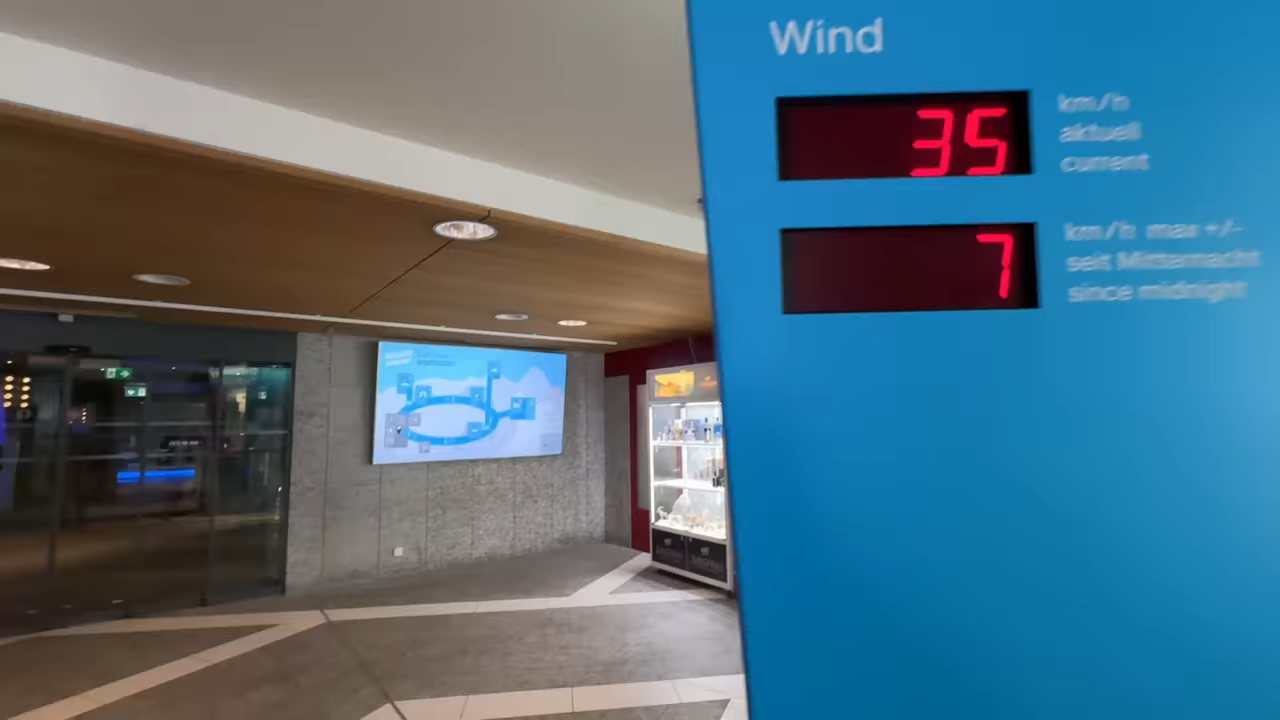 Wind
35
km/h
aktuell
current
7
km/h max +/-
seit Mitternacht
since midnight